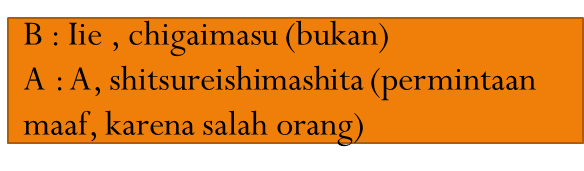 B : Iie , chigaimasu (bukan)
A : A, shitsureishimashita (permintaan
maaf, karena salah orang)